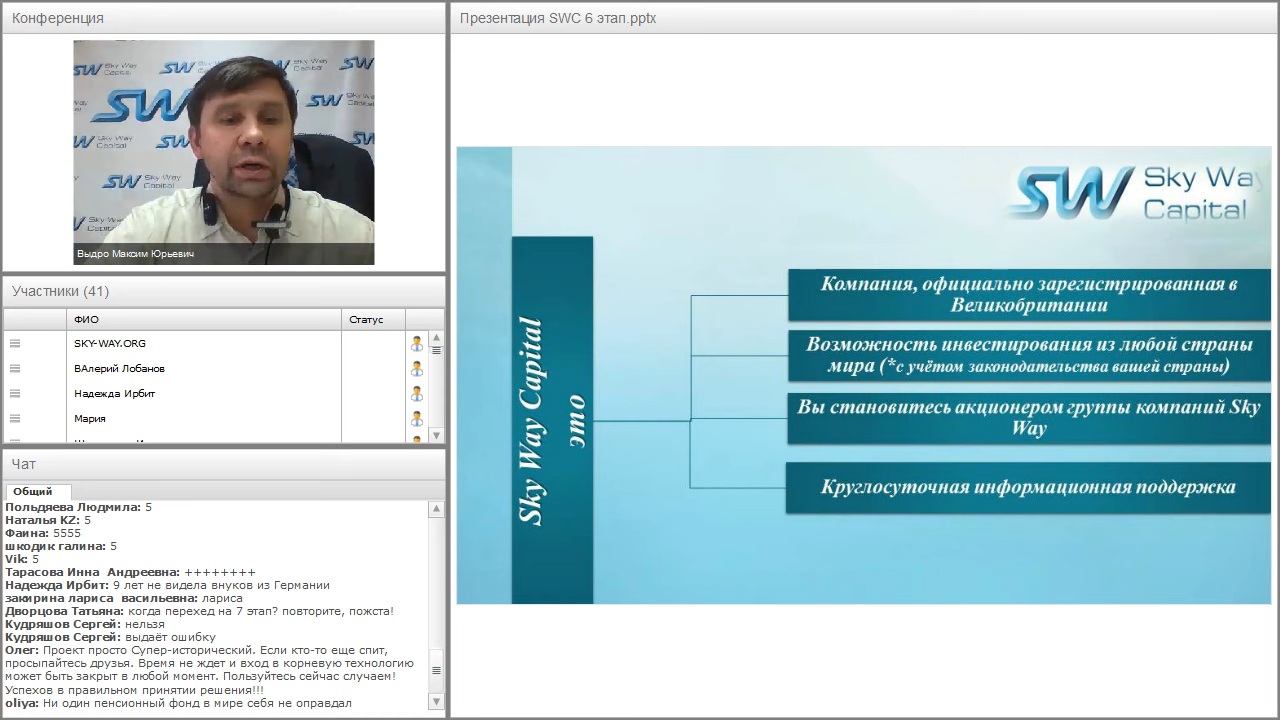 Конференция
Презентация SWC 6 этап.pptx
SW Sky Way Capital
Выдро Максим Юрьевич
Участники (41)
ФИО
Статус
SKY-WAY.ORG
ВАлерий Лобанов
Надежда Ирбит
Мария
Чат
Общий
Польдяева Людмила: 5
Наталья KZ: 5
Фаина: 5555
шкодик галина: 5
Vik: 5
Тарасова Инна Андреевна: ++++++++
Надежда Ирбит: 9 лет не видела внуков из Германии
закирина лариса васильевна: лариса
Дворцова Татьяна: когда перехед на 7 этап? повторите, пожста!
Кудряшов Сергей: нельзя
Кудряшов Сергей: выдаёт ошибку
Олег: Проект просто Супер-исторический. Если кто-то еще спит,
просыпайтесь друзья. Время не ждет и вход в корневую технологию
может быть закрыт в любой момент. Пользуйтесь сейчас случаем!
Успехов в правильном принятии решения!!!
oliya: Ни один пенсионный фонд в мире себя не оправдал
SW Sky Way
Capital
Sky Way Capital
это
Компания, официально зарегистрированная в
Великобритании
Возможность инвестирования из любой страны
мира (*с учётом законодательства вашей страны)
Вы становитесь акционером группы компаний Sky
Way
Круглосуточная информационная поддержка